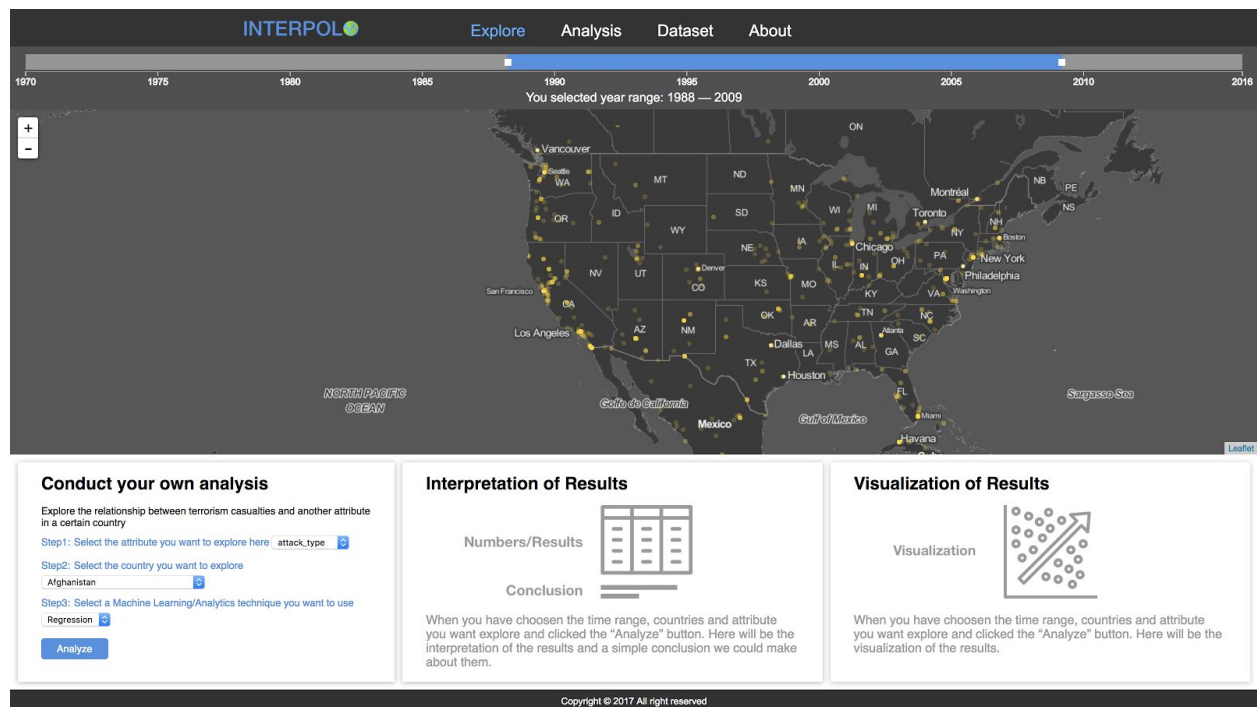 INTERPOL
Explore
Analysis
Dataset
About
1970
1975
1980
1985
1990
1995
2000
2005
2010
2016
You selected year range: 1988 — 2009
+
-
ON
Vancouver
Seattle
WA
MT
ND
MN
NB
PE
NS
Montréal
OR
ID
SD
WI
MI
Toronto
NH
WY
NY
Boston
NE
IA
Chicago
NV
UT
Denver
CO
IL
IN
OH
PA
New York
Philadelphia
San Francisco
CA
KS
MO
KY
VA
Washington
Los Angeles
AZ
NM
OK
AR
TN
NC
Atlanta
SC
Dallas
LA
MS
AL
GA
TX
Houston
NORTH PACIFIC
OCEAN
Golfo de California
FL
Sargasso Sea
Mexico
Gulf of Mexico
Miami
Havana
Leaflet
Conduct your own analysis
Explore the relationship between terrorism casualties and another attribute
in a certain country
Step1: Select the attribute you want to explore here attack_type
Step2: Select the country you want to explore
Afghanistan
Step3: Select a Machine Learning/Analytics technique you want to use
Regression
Analyze
Interpretation of Results
Numbers/Results
Conclusion
When you have choosen the time range, countries and attribute
you want explore and clicked the “Analyze” button. Here will be the
interpretation of the results and a simple conclusion we could make
about them.
Visualization of Results
Visualization
When you have choosen the time range, countries and attribute
you want explore and clicked the “Analyze” button. Here will be the
visualization of the results.
Copyright © 2017 All right reserved